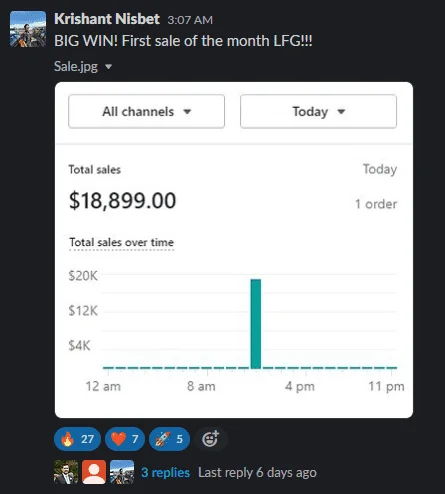 Krishant Nisbet 3:07 AM
BIG WIN! First sale of the month LFG!!!
Sale.jpg
All channels Today
Total sales Today
$18,899.00 1 order
Total sales over time
$20K
$12K
$4K
12 am 8 am 4 pm 11 pm
27 7 5
3 replies Last reply 6 days ago